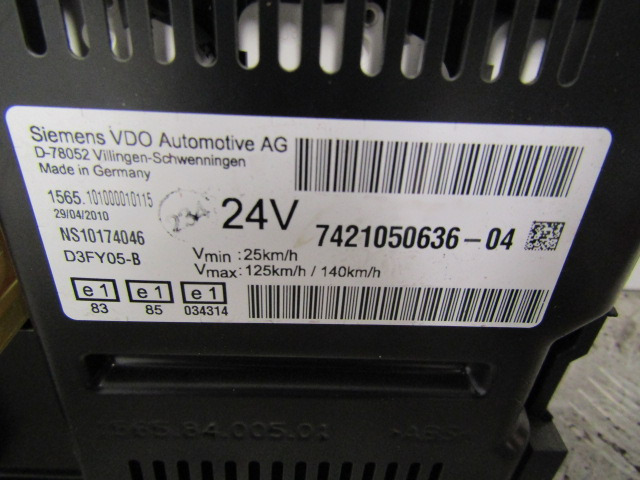 Siemens VDO Automotive AG
D-78052 Villingen-Schwenningen
Made in Germany
1565.101000010115
29/04/2010
24V
7421050636-04
NS10174046
D3FY05-B
Vmin : 25km/h
Vmax: 125km/h / 140km/h
e1 e1 e1
83 85 034314
>ABS<